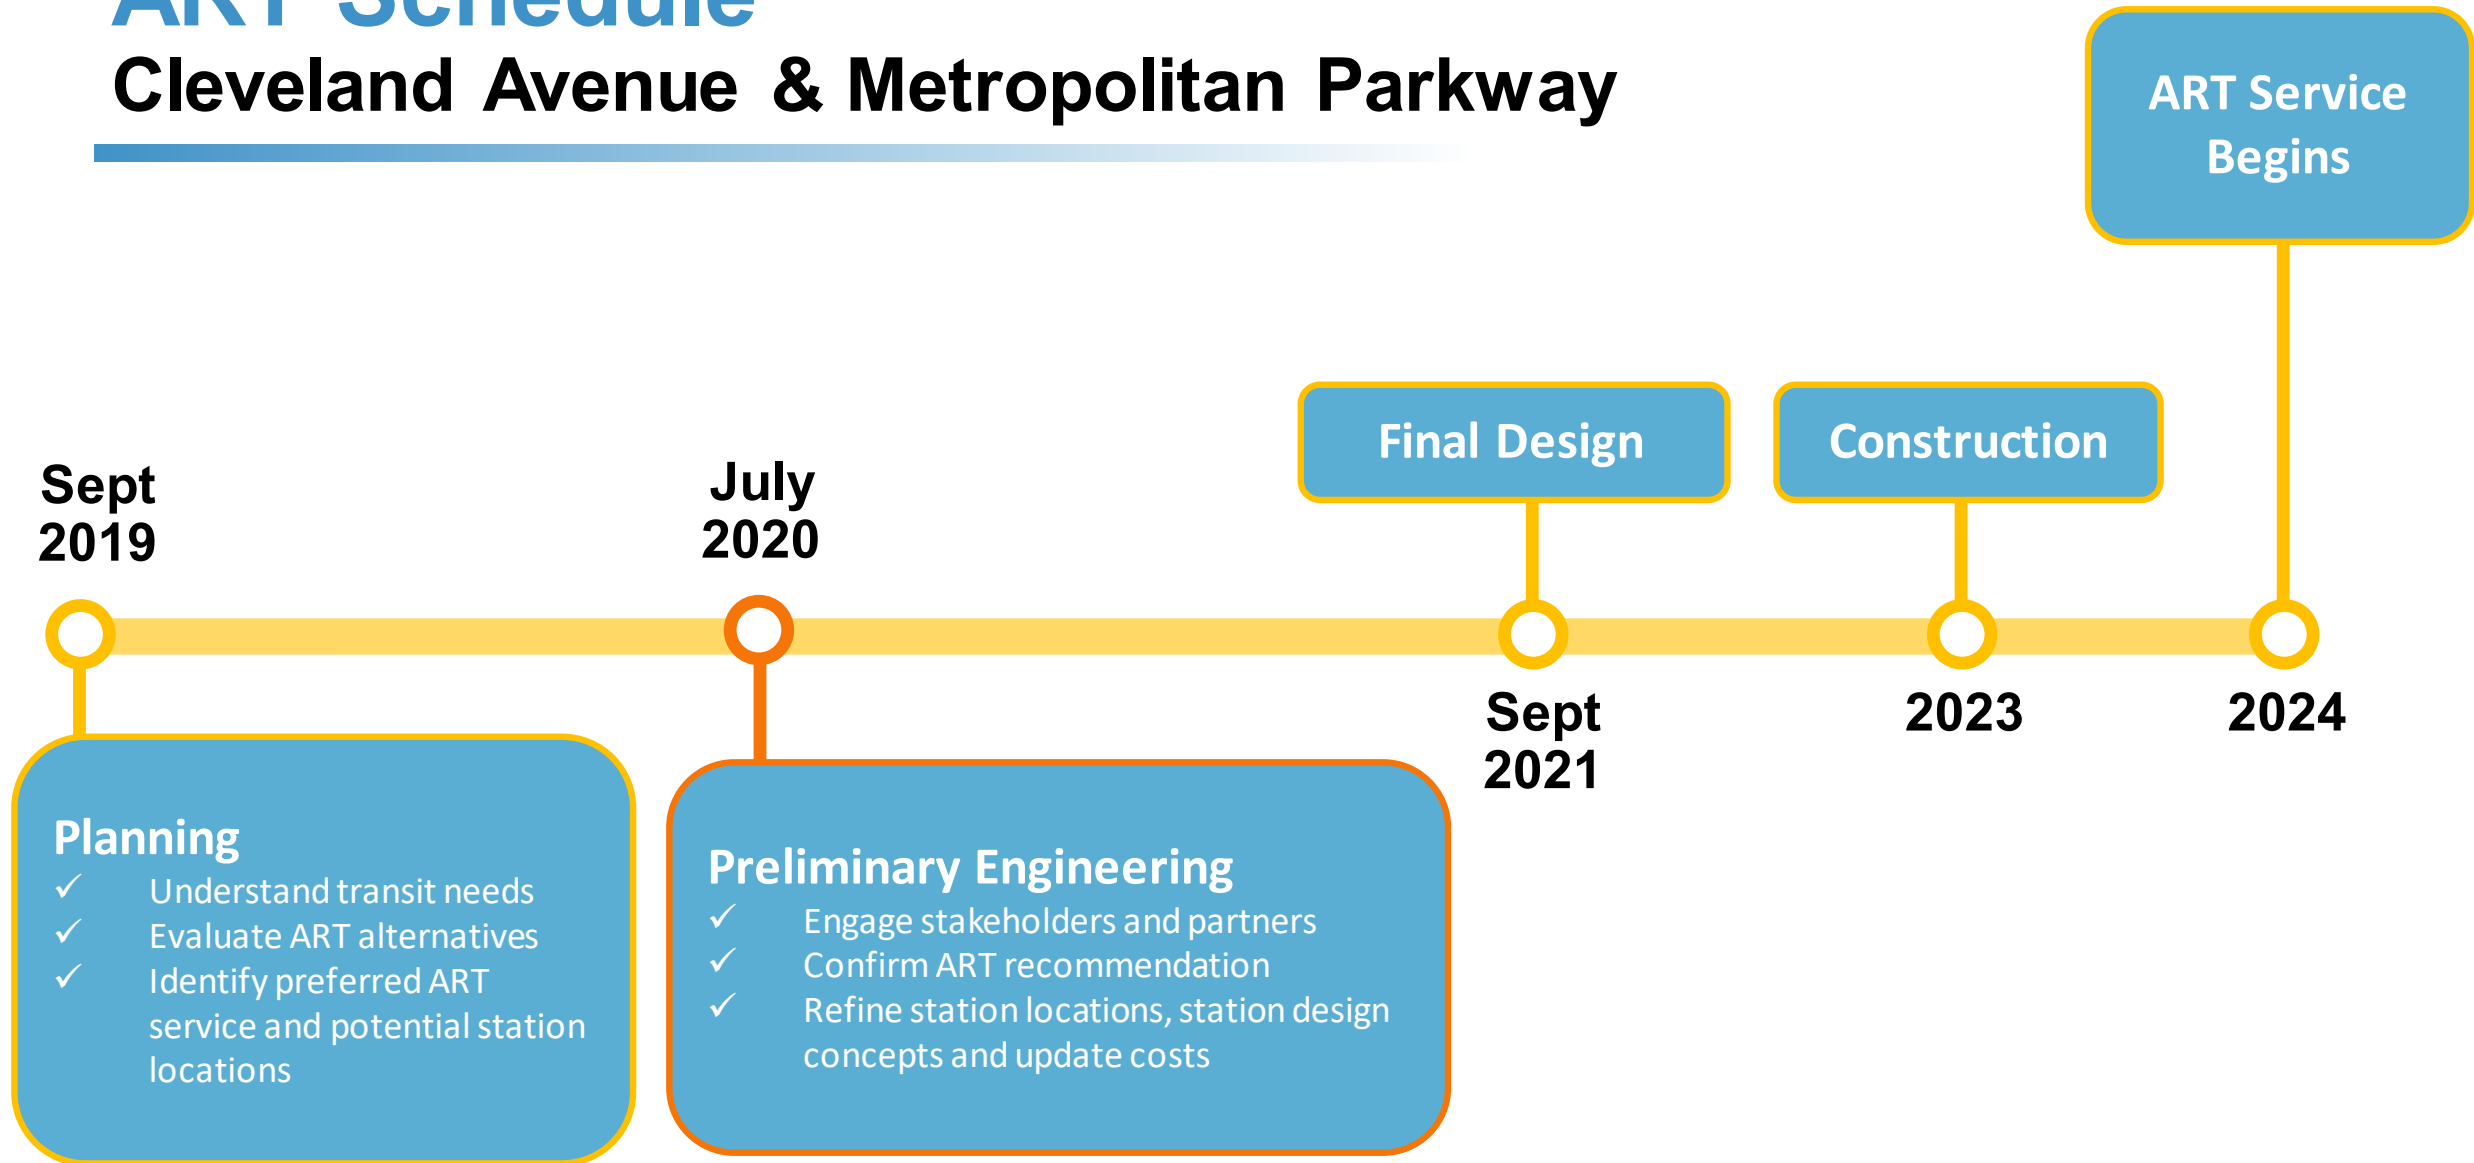 ART Schedule
Cleveland Avenue & Metropolitan Parkway
ART Service
Begins
Final Design
Construction
Sept
2019
July
2020
Sept
2021
2023
2024
Planning
✓ Understand transit needs
✓ Evaluate ART alternatives
✓ Identify preferred ART
service and potential station
locations
Preliminary Engineering
✓ Engage stakeholders and partners
✓ Confirm ART recommendation
✓ Refine station locations, station design
concepts and update costs